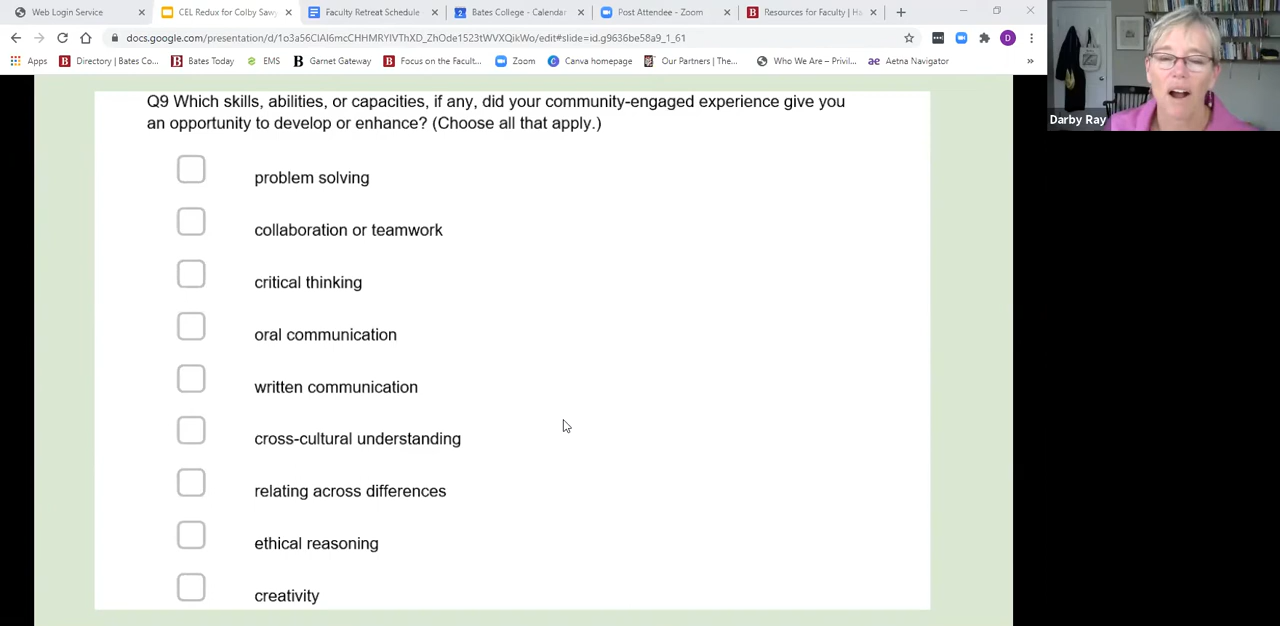 Web Login Service
CEL Redux for Colby Saw
Faculty Retreat Schedule
Bates College - Calendar
Post Attendee - Zoom
Resources for Faculty | Ha
docs.google.com/presentation/d/1o3a56ClAl6mcCHHMRYlVThXD_ZhOde1523tWVXQikWo/edit#slide=id.g9636be58a9_1_61
D
Apps
Directory | Bates Co...
Bates Today
EMS
Garnet Gateway
Focus on the Facult...
Zoom
Canva homepage
Our Partners | The...
Who We Are – Privil...
ae Aetna Navigator
»
Darby Ray
Q9 Which skills, abilities, or capacities, if any, did your community-engaged experience give you
an opportunity to develop or enhance? (Choose all that apply.)
problem solving
collaboration or teamwork
critical thinking
oral communication
written communication
cross-cultural understanding
relating across differences
ethical reasoning
creativity